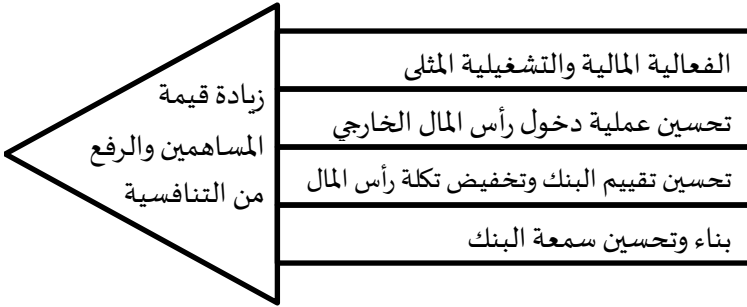 الفعالية المالية والتشغيلية المثلى
تحسين عملية دخول رأس المال الخارجي
تحسين تقييم البنك وتخفيض تكلة رأس المال
بناء وتحسين سمعة البنك
زيادة قيمة
المساهمين والرفع
من التنافسية